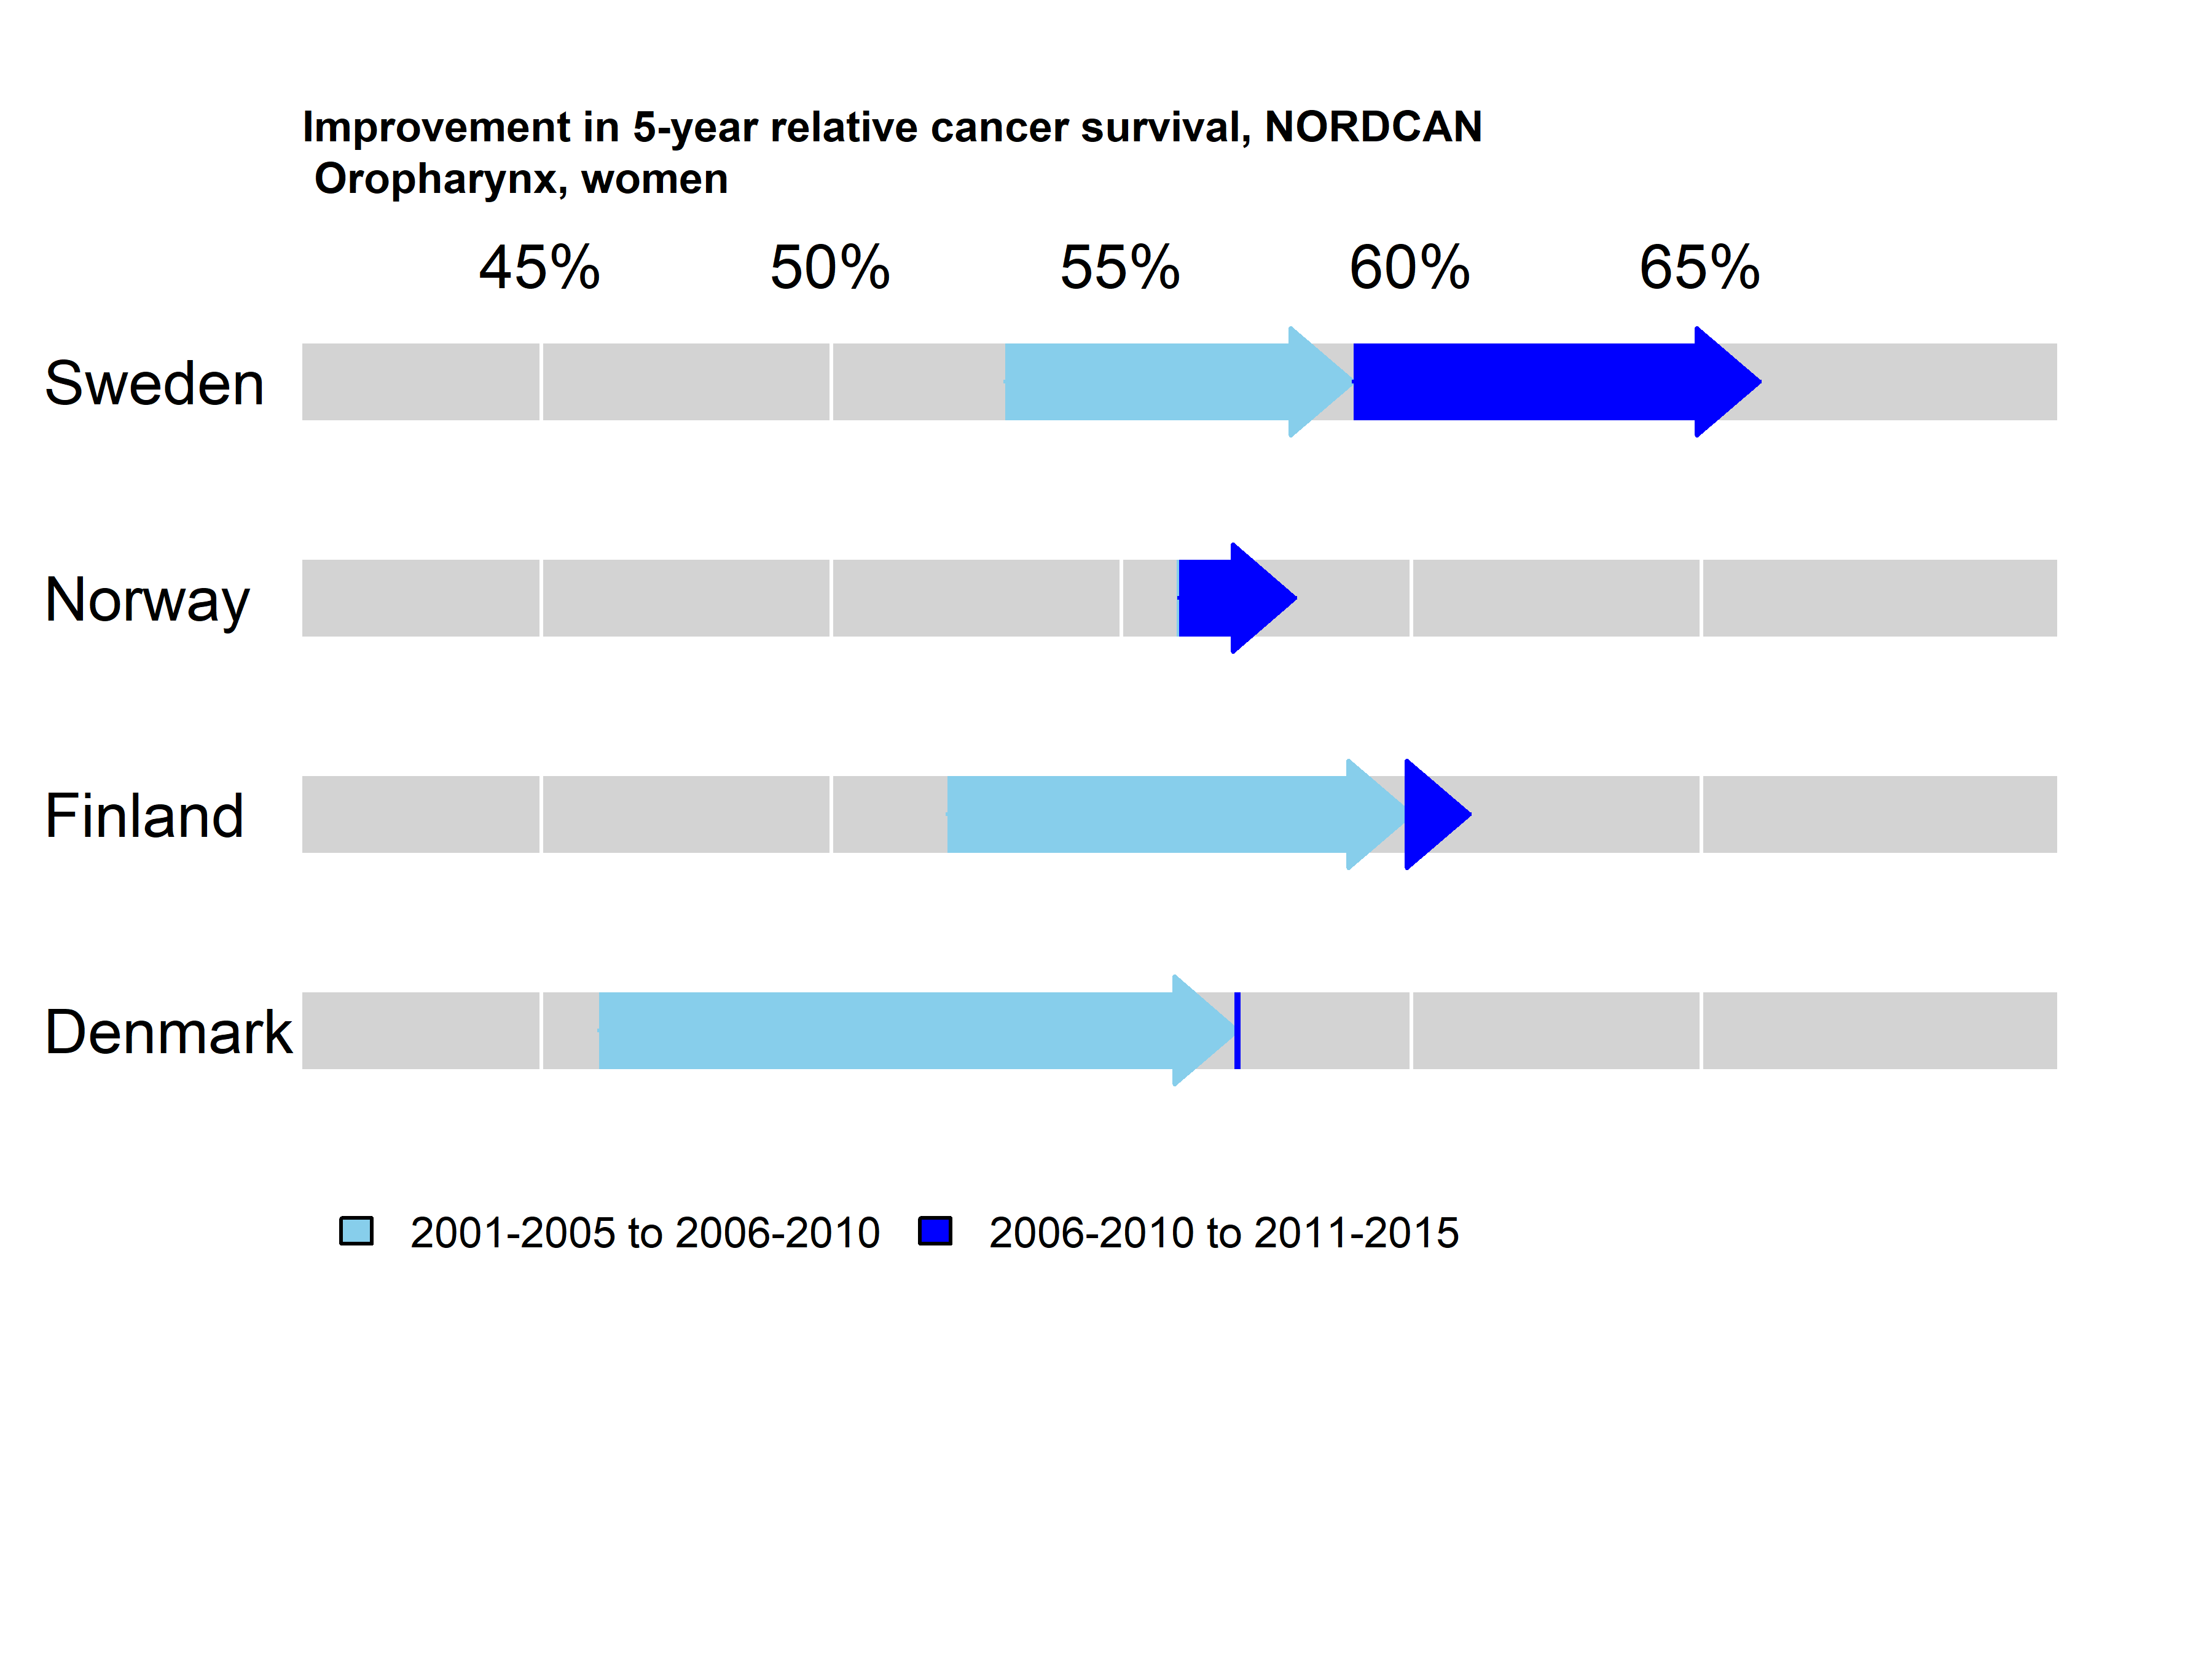 Improvement in 5-year relative cancer survival, NORDCAN
Oropharynx, women
45% 50% 55% 60% 65%
Sweden
Norway
Finland
Denmark
2001-2005 to 2006-2010 2006-2010 to 2011-2015